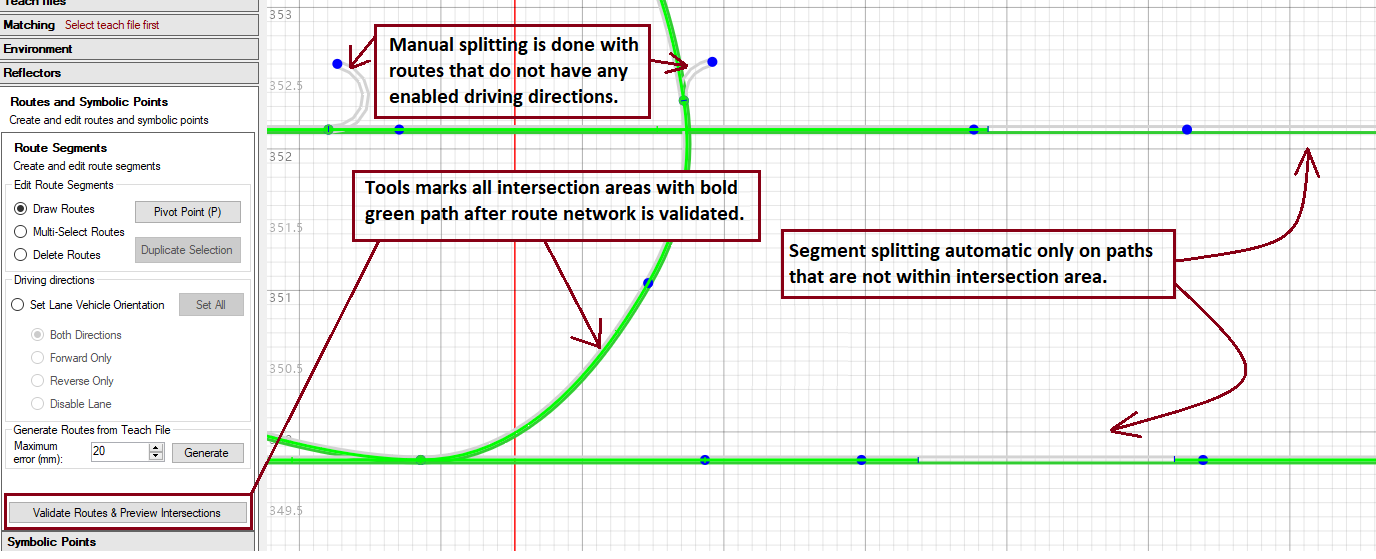 Teach files
Matching Select teach file first
Environment
Reflectors
Routes and Symbolic Points
Create and edit routes and symbolic points
Route Segments
Create and edit route segments
Edit Route Segments
Draw Routes
Pivot Point (P)
Multi-Select Routes
Delete Routes
Duplicate Selection
Driving directions
Set Lane Vehicle Orientation
Set All
Both Directions
Forward Only
Reverse Only
Disable Lane
Generate Routes from Teach File
Maximum
error (mm):
20
Generate
Validate Routes & Preview Intersections
Symbolic Points
353
352.5
352
351.5
351
350.5
349.5
Manual splitting is done with
routes that do not have any
enabled driving directions.
Tools marks all intersection areas with bold
green path after route network is validated.
Segment splitting automatic only on paths
that are not within intersection area.